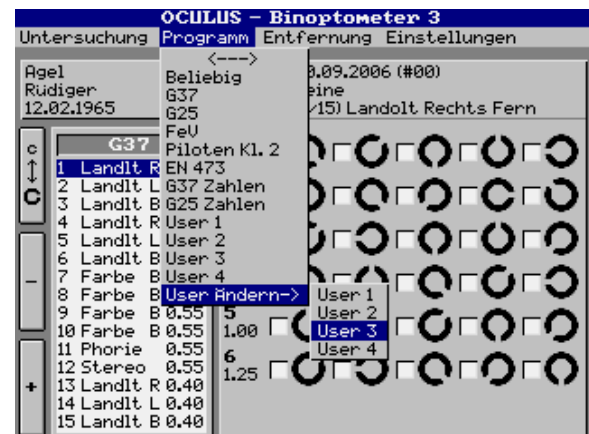 OCULUS - Binoptometer 3
Untersuchung Programm Entfernung Einstellungen
<--->
Beliebig
G37
G25
FeV
Piloten Kl. 2
EN 473
G37 Zahlen
G25 Zahlen
User 1
User 2
User 3
User 4
User Ändern->
User 1
User 2
User 3
User 4
Agel
Rüdiger
12.02.1965
.09.2006 (#00)
eine
/15) Landolt Rechts Fern
c
C
-
+
G37
1 Landlt R
2 Landlt L
3 Landlt B
4 Landlt R
5 Landlt L
6 Landlt B
7 Farbe B
8 Farbe B
9 Farbe B 0.55
10 Farbe B 0.55
11 Phorie 0.55
12 Stereo 0.55
13 Landlt R 0.40
14 Landlt L 0.40
15 Landlt B 0.40
5
1.00
6
1.25